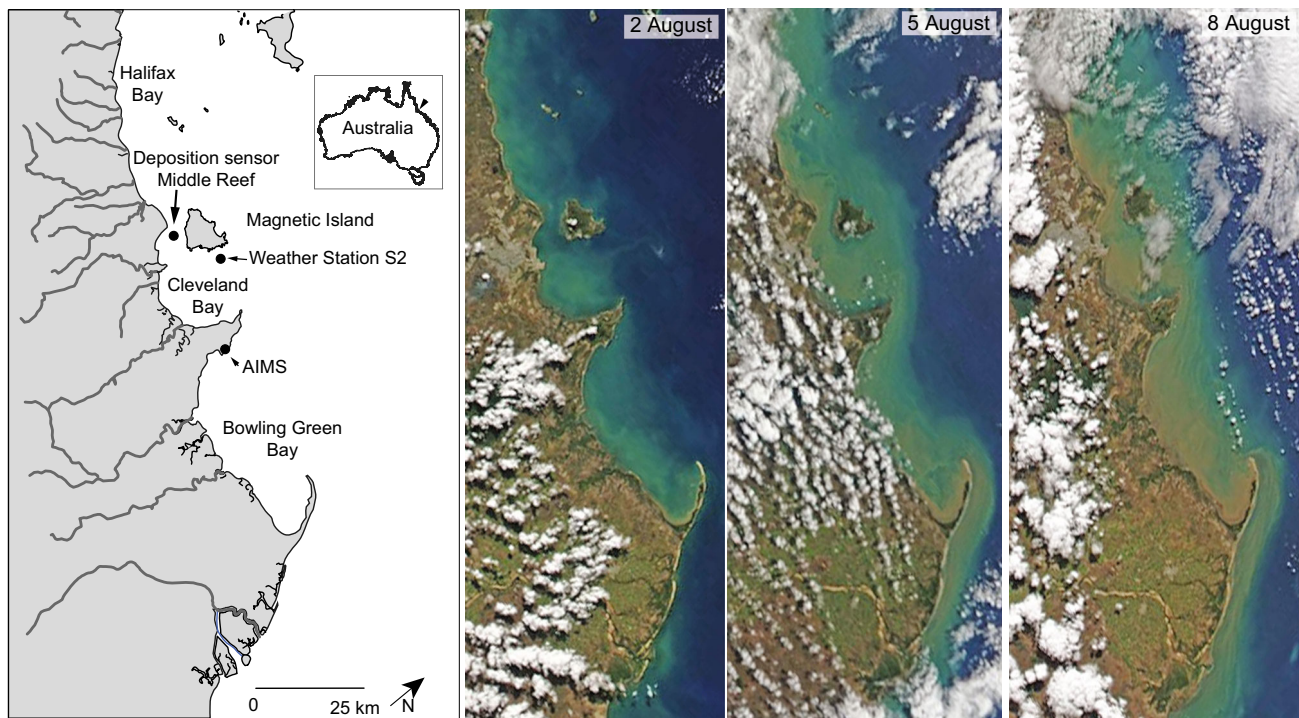 Halifax
Bay
Australia
Deposition sensor
Middle Reef
Magnetic Island
Weather Station S2
Cleveland
Bay
AIMS
Bowling Green
Bay
0
25 km
N
2 August
5 August
8 August